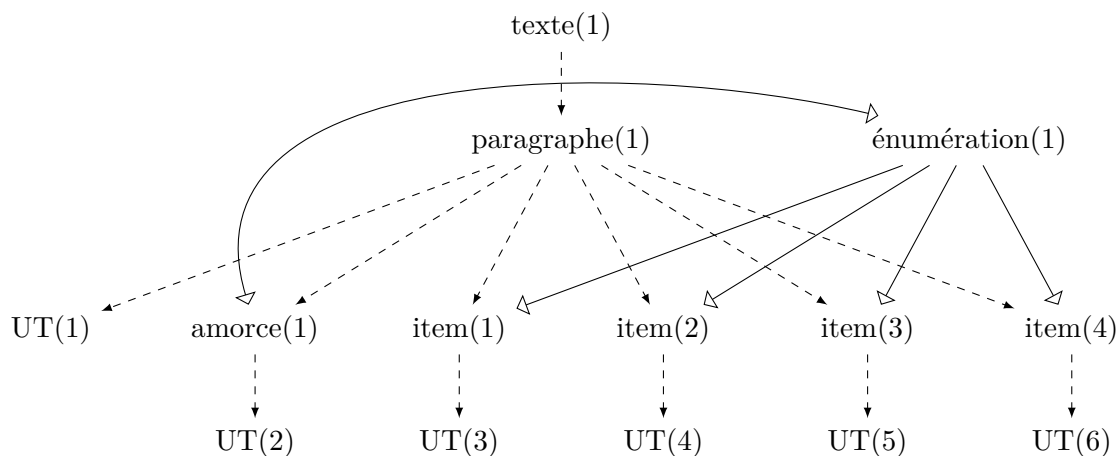 texte(1)
paragraphe(1) énumération(1)
UT(1) amorce(1) item(1) item(2) item(3) item(4)
UT(2) UT(3) UT(4) UT(5) UT(6)